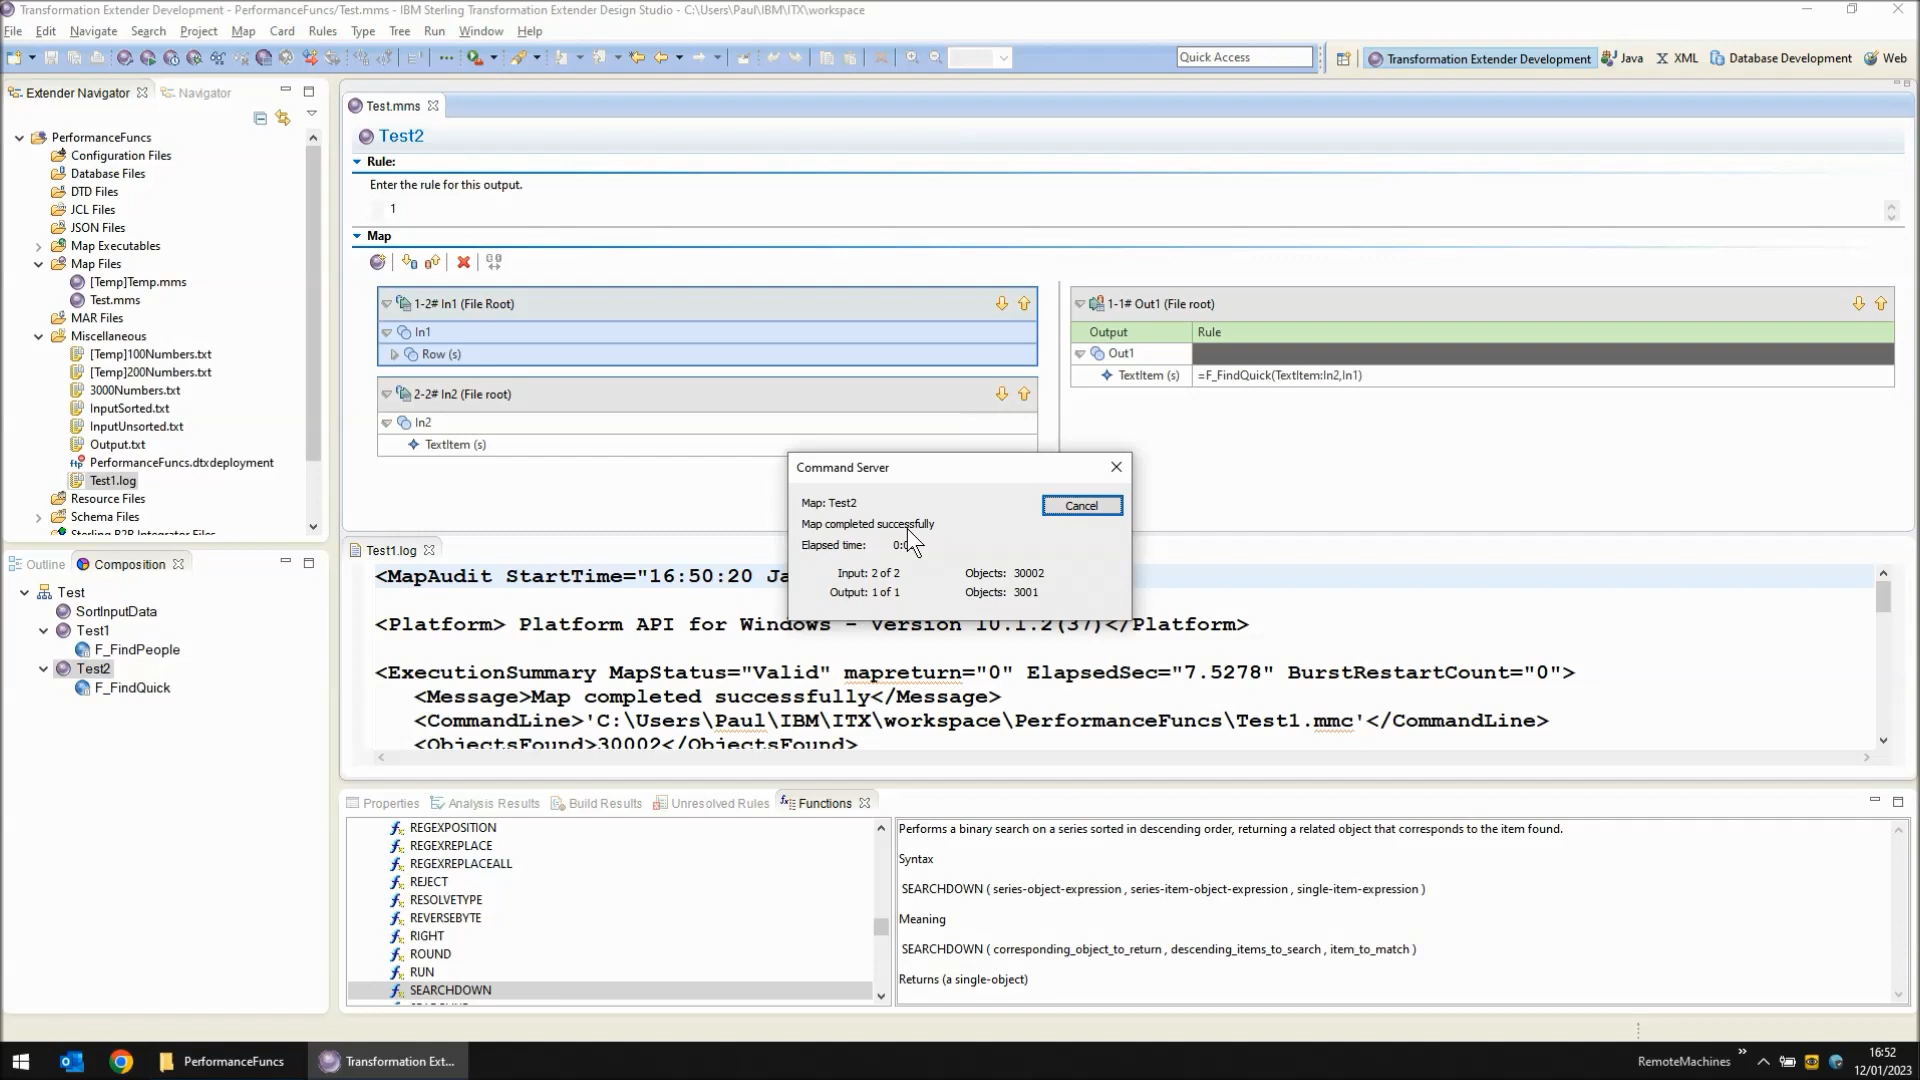 Transformation Extender Development - PerformanceFuncs/Test.mms - IBM Sterling Transformation Extender Design Studio - C:\Users\Paul\IBM\ITX\workspace
File Edit Navigate Search Project Map Card Rules Type Tree Run Window Help
Quick Access
Transformation Extender Development
Java
XML
Database Development
Web
Extender Navigator
Navigator
PerformanceFuncs
Configuration Files
Database Files
DTD Files
JCL Files
JSON Files
Map Executables
Map Files
[Temp]Temp.mms
Test.mms
MAR Files
Miscellaneous
[Temp]100Numbers.txt
[Temp]200Numbers.txt
3000Numbers.txt
InputSorted.txt
InputUnsorted.txt
Output.txt
PerformanceFuncs.dtxdeployment
Test1.log
Resource Files
Schema Files
Outline
Composition
Test
SortInputData
Test1
F_FindPeople
Test2
F_FindQuick
Test.mms
Test2
Rule:
Enter the rule for this output.
1
Map
1-2# In1 (File Root)
In1
Row (s)
2-2# In2 (File root)
In2
TextItem (s)
1-1# Out1 (File root)
Output Rule
Out1
TextItem (s) =F_FindQuick(TextItem:In2,In1)
Command Server
Map: Test2
Cancel
Map completed successfully
Elapsed time:
Input: 2 of 2 Objects: 30002
Output: 1 of 1 Objects: 3001
Test1.log
<MapAudit StartTime="16:50:20
<Platform> Platform API for Windows - Version 10.1.2(37)</Platform>
<ExecutionSummary MapStatus="Valid" mapreturn="0" ElapsedSec="7.5278" BurstRestartCount="0">
<Message>Map completed successfully</Message>
<CommandLine>'C:\Users\Paul\IBM\ITX\workspace\PerformanceFuncs\Test1.mmc'</CommandLine>
<ObjectsFound>30002</ObjectsFound>
Properties
Analysis Results
Build Results
Unresolved Rules
Functions
REGEXPOSITION
REGEXREPLACE
REGEXREPLACEALL
REJECT
RESOLVETYPE
REVERSEBYTE
RIGHT
ROUND
RUN
SEARCHDOWN
Performs a binary search on a series sorted in descending order, returning a related object that corresponds to the item found.
Syntax
SEARCHDOWN ( series-object-expression , series-item-object-expression , single-item-expression )
Meaning
SEARCHDOWN ( corresponding_object_to_return , descending_items_to_search , item_to_match )
Returns (a single-object)
PerformanceFuncs
Transformation Ext...
RemoteMachines
16:52
12/01/2023